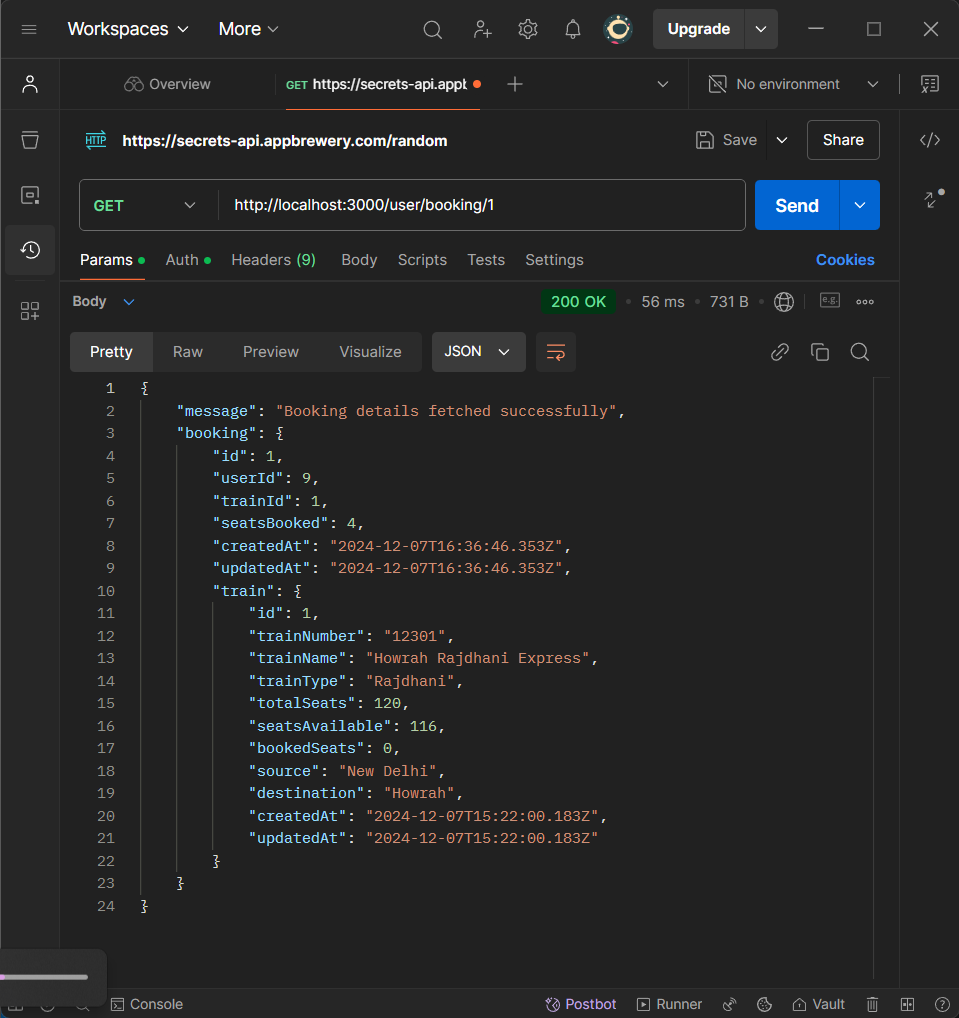 Workspaces More Upgrade
Overview GET https://secrets-api.appb No environment
HTTP https://secrets-api.appbrewery.com/random Save Share
GET http://localhost:3000/user/booking/1 Send
Params Auth Headers (9) Body Scripts Tests Settings Cookies
Body 200 OK 56 ms 731 B e.g.
Pretty Raw Preview Visualize JSON
1 {
2 "message": "Booking details fetched successfully",
3 "booking": {
4 "id": 1,
5 "userId": 9,
6 "trainId": 1,
7 "seatsBooked": 4,
8 "createdAt": "2024-12-07T16:36:46.353Z",
9 "updatedAt": "2024-12-07T16:36:46.353Z",
10 "train": {
11 "id": 1,
12 "trainNumber": "12301",
13 "trainName": "Howrah Rajdhani Express",
14 "trainType": "Rajdhani",
15 "totalSeats": 120,
16 "seatsAvailable": 116,
17 "bookedSeats": 0,
18 "source": "New Delhi",
19 "destination": "Howrah",
20 "createdAt": "2024-12-07T15:22:00.183Z",
21 "updatedAt": "2024-12-07T15:22:00.183Z"
22 }
23 }
24 }
Console Postbot Runner Vault